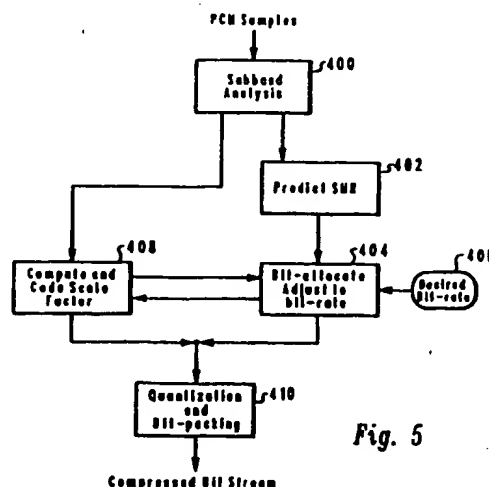 PCM Samples
400
Subband
Analysis
402
Predict SMR
408
Compute and
Code Scale
Factor
404
Bit-allocate
Adjust to
bit-rate
Desired
Bit-rate
Quantization
and
Bit-packing
410
Fig. 5
Compressed Bit Stream